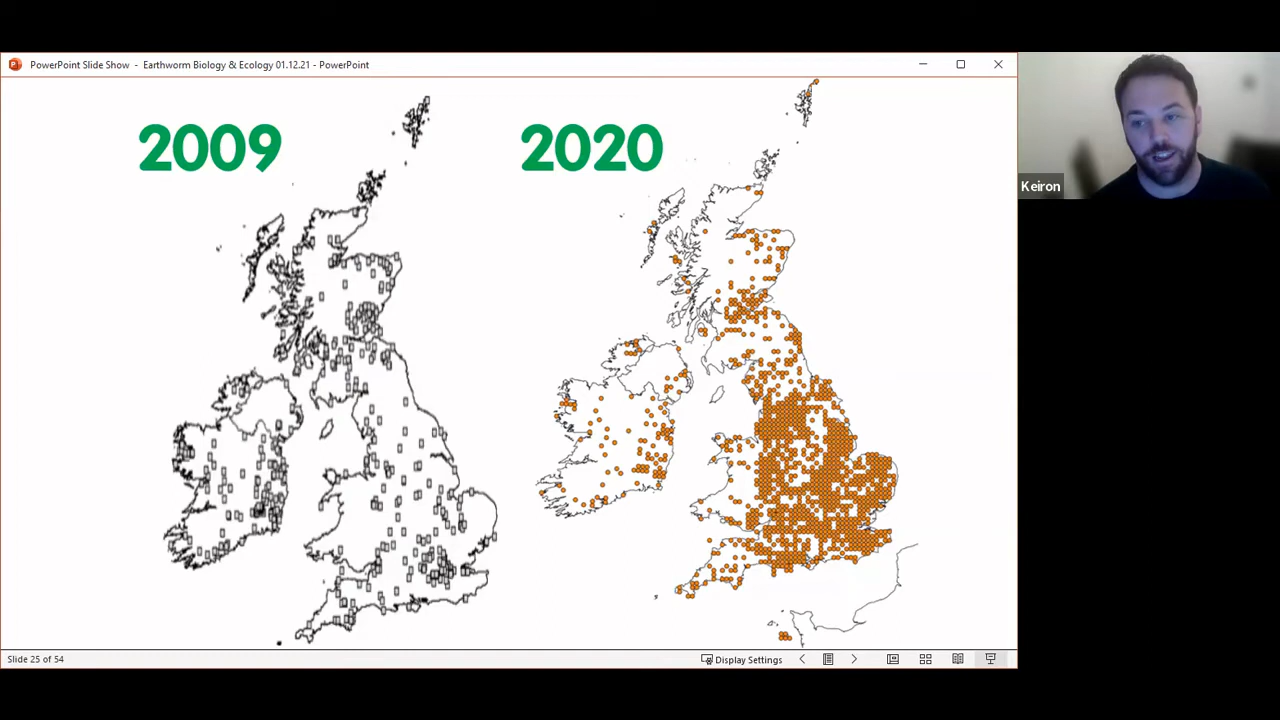 PowerPoint Slide Show - Earthworm Biology & Ecology 01.12.21 - PowerPoint
2009
2020
Keiron
Slide 25 of 54
Display Settings